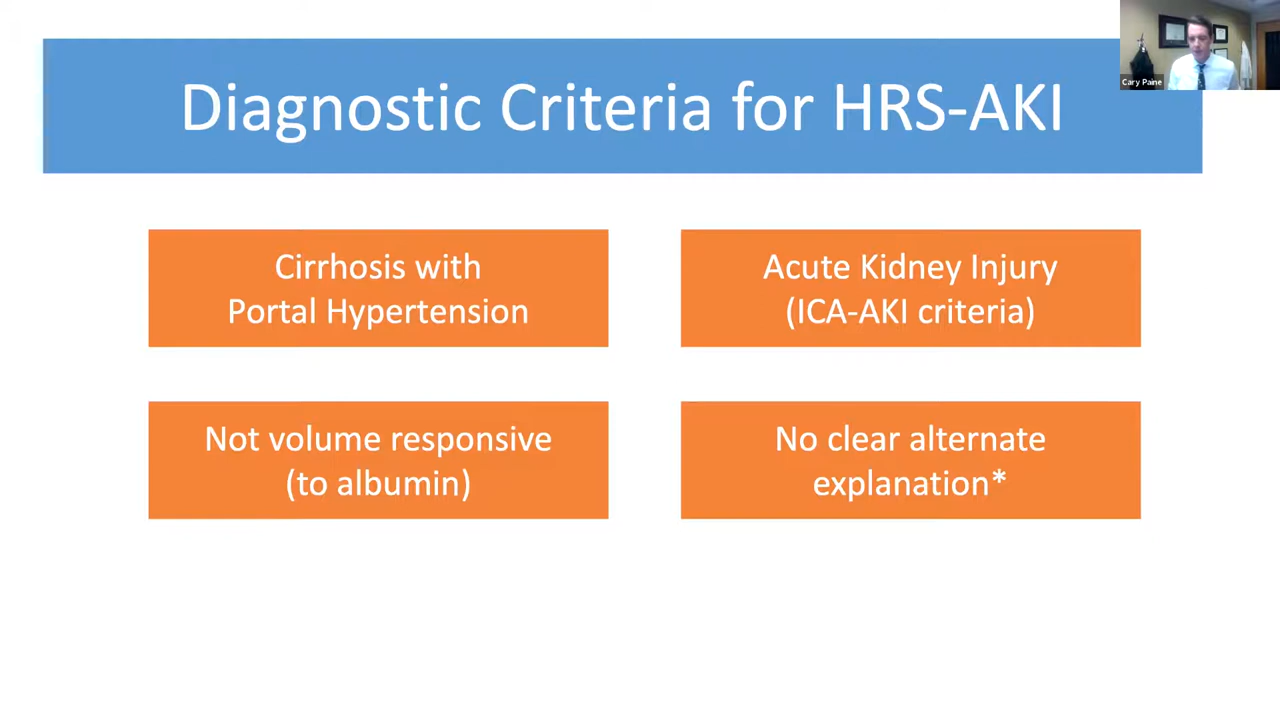 Diagnostic Criteria for HRS-AKI
Cary Paine
Cirrhosis with
Portal Hypertension
Acute Kidney Injury
(ICA-AKI criteria)
Not volume responsive
(to albumin)
No clear alternate
explanation*